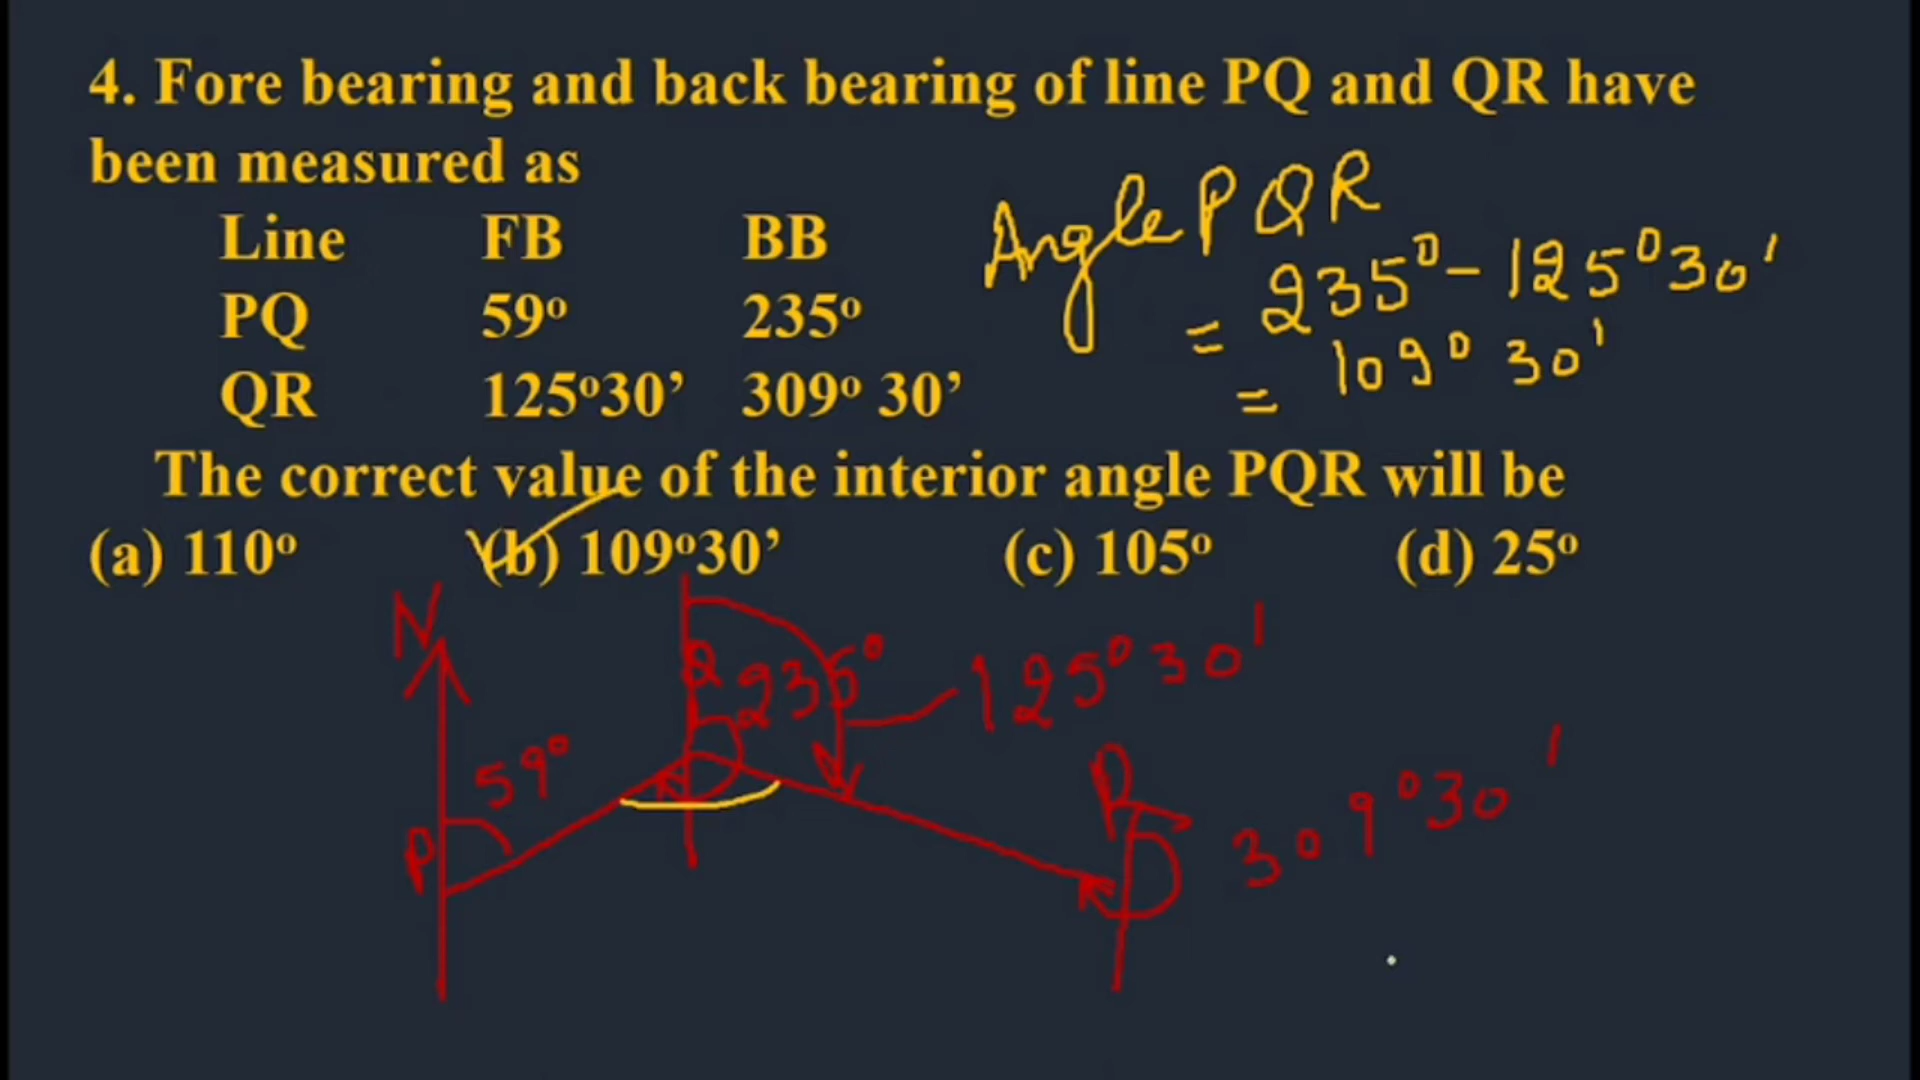 4. Fore bearing and back bearing of line PQ and QR have
been measured as
Line FB BB
PQ 59° 235°
QR 125°30’ 309° 30’
Angle PQR
= 235° - 125°30'
= 109° 30'
The correct value of the interior angle PQR will be
(a) 110° (b) 109°30’ (c) 105° (d) 25°
N
Q 235° 125°30'
59°
P
R 309°30'